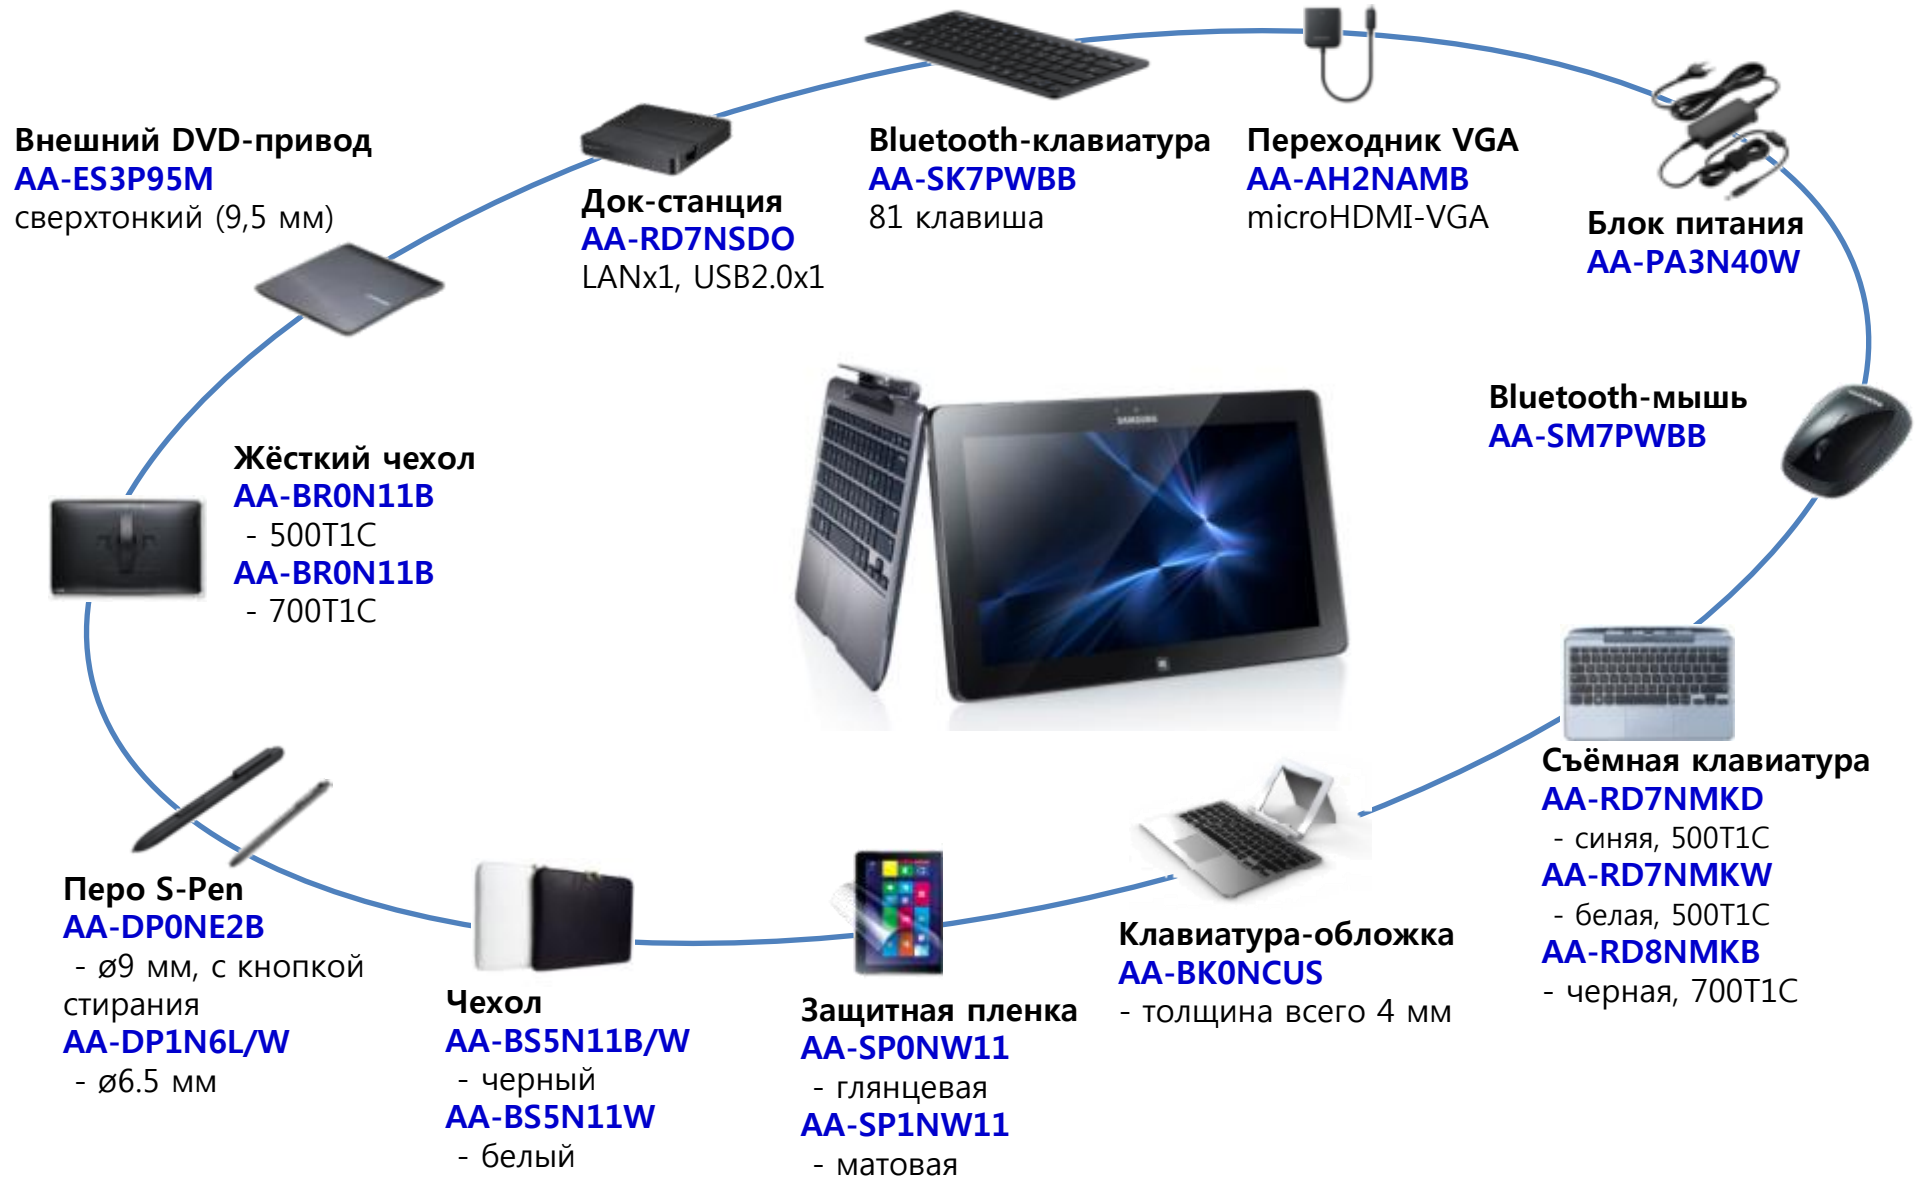 Внешний DVD-привод
AA-ES3P95M
сверхтонкий (9,5 мм)
Док-станция
AA-RD7NSDO
LANx1, USB2.0x1
Bluetooth-клавиатура
AA-SK7PWBB
81 клавиша
Переходник VGA
AA-AH2NAMB
microHDMI-VGA
Блок питания
AA-PA3N40W
Bluetooth-мышь
AA-SM7PWBB
SAMSUNG
Жёсткий чехол
AA-BR0N11B
- 500T1C
AA-BR0N11B
- 700T1C
Съёмная клавиатура
AA-RD7NMKD
- синяя, 500T1C
AA-RD7NMKW
- белая, 500T1C
AA-RD8NMKB
- черная, 700T1C
Перо S-Pen
AA-DP0NE2B
- ø9 мм, с кнопкой
стирания
AA-DP1N6L/W
- ø6.5 мм
Чехол
AA-BS5N11B/W
- черный
AA-BS5N11W
- белый
Защитная пленка
AA-SP0NW11
- глянцевая
AA-SP1NW11
- матовая
Клавиатура-обложка
AA-BK0NCUS
- толщина всего 4 мм